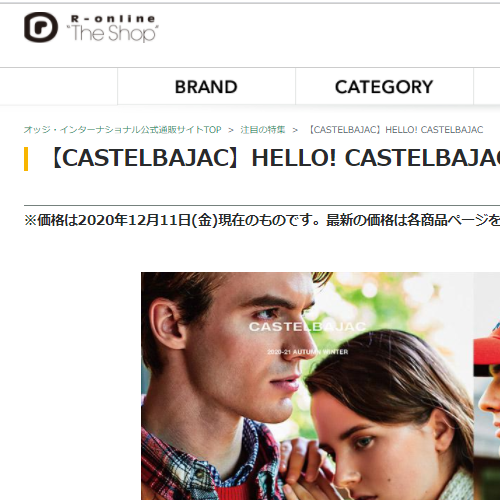 R-online
"The Shop"
BRAND
CATEGORY
オッジ・インターナショナル公式通販サイトTOP > 注目の特集 > 【CASTELBAJAC】HELLO! CASTELBAJAC
【CASTELBAJAC】HELLO! CASTELBAJAC
※価格は2020年12月11日(金)現在のものです。最新の価格は各商品ページを
CASTELBAJAC
2020-21 AUTUMN WINTER